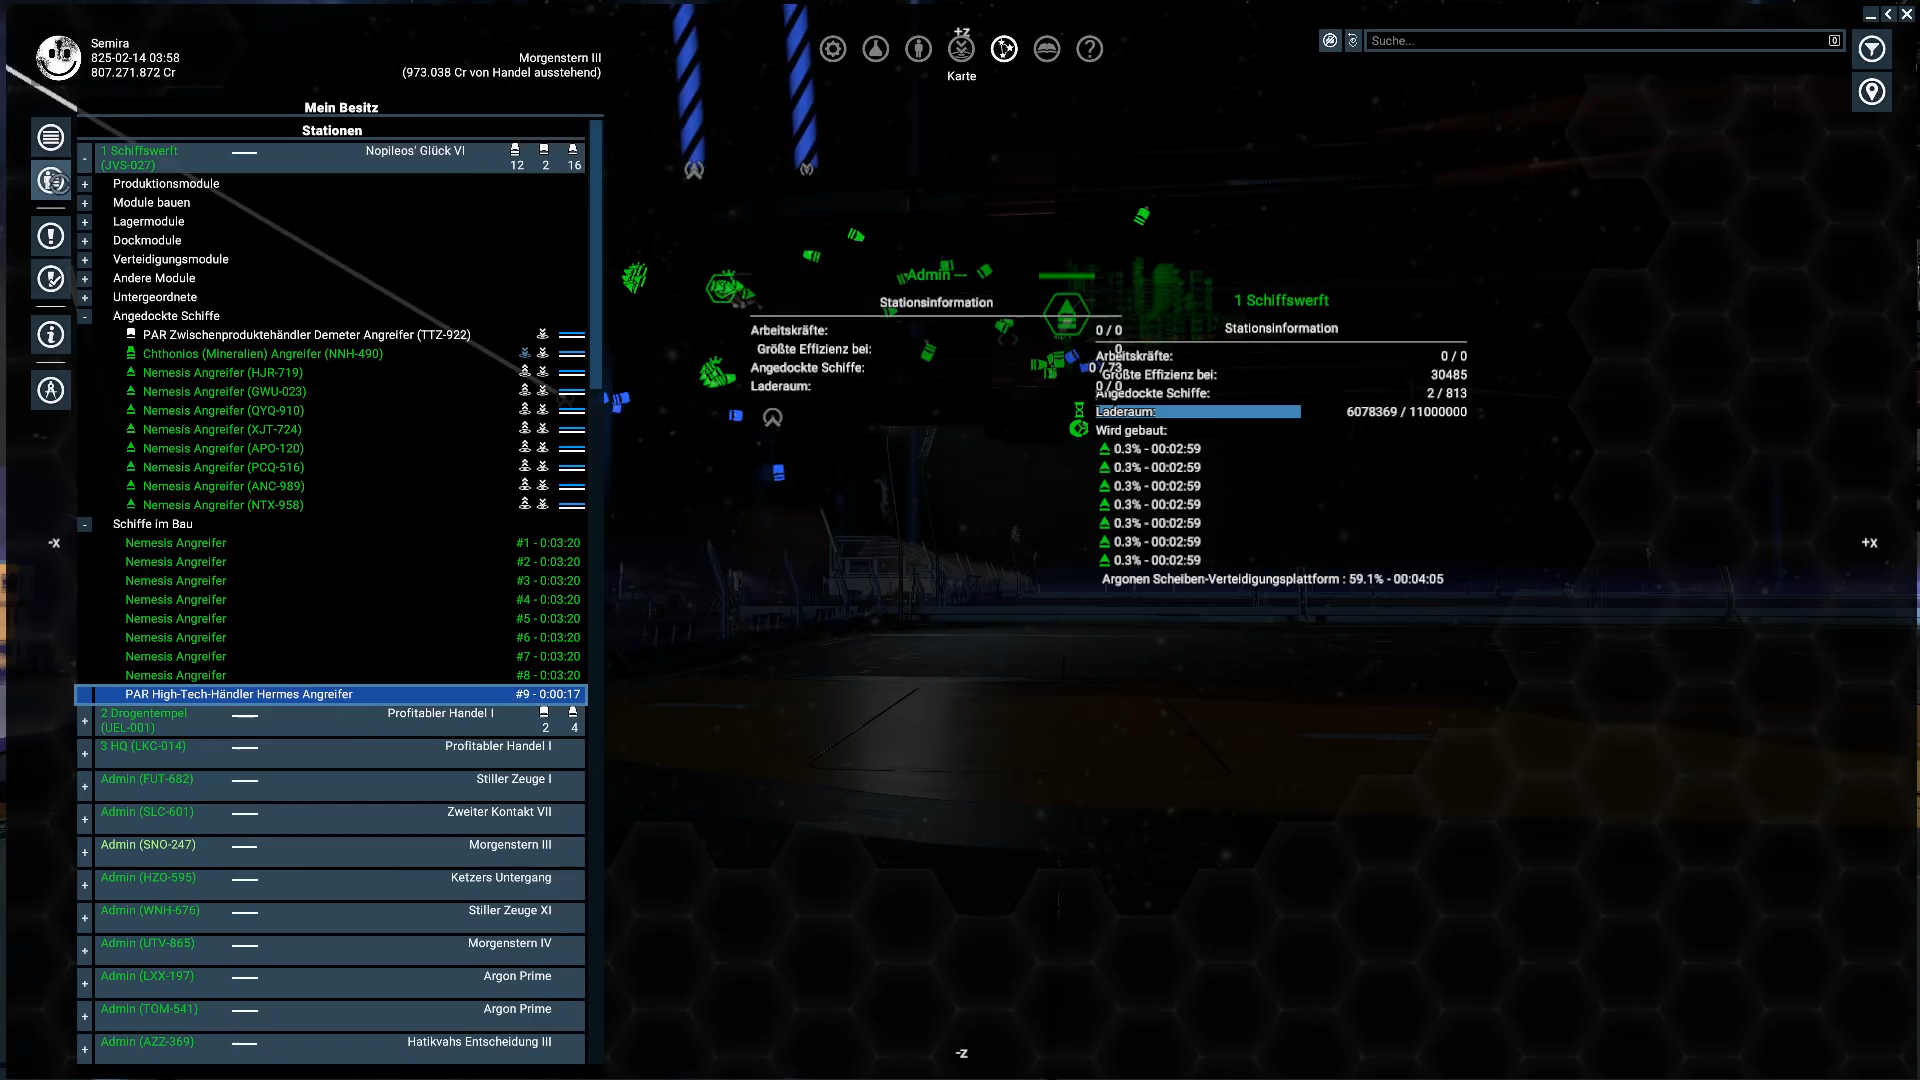 Semira
825-02-14 03:58
807.271.872 Cr
Morgenstern III
(973.038 Cr von Handel ausstehend)
+Z
Karte
Suche...
0
Mein Besitz
Stationen
- 1 Schiffswerft (JVS-027) Nopileos' Glück VI 12 2 16
+ Produktionsmodule
+ Module bauen
+ Lagermodule
+ Dockmodule
+ Verteidigungsmodule
+ Andere Module
+ Untergeordnete
- Angedockte Schiffe
PAR Zwischenproduktehändler Demeter Angreifer (TTZ-922)
Chthonios (Mineralien) Angreifer (NNH-490)
Nemesis Angreifer (HJR-719)
Nemesis Angreifer (GWU-023)
Nemesis Angreifer (QYQ-910)
Nemesis Angreifer (XJT-724)
Nemesis Angreifer (APO-120)
Nemesis Angreifer (PCQ-516)
Nemesis Angreifer (ANC-989)
Nemesis Angreifer (NTX-958)
- Schiffe im Bau
Nemesis Angreifer #1 - 0:03:20
Nemesis Angreifer #2 - 0:03:20
Nemesis Angreifer #3 - 0:03:20
Nemesis Angreifer #4 - 0:03:20
Nemesis Angreifer #5 - 0:03:20
Nemesis Angreifer #6 - 0:03:20
Nemesis Angreifer #7 - 0:03:20
Nemesis Angreifer #8 - 0:03:20
PAR High-Tech-Händler Hermes Angreifer #9 - 0:00:17
+ 2 Drogentempel (UEL-001) Profitabler Handel I 2 4
+ 3 HQ (LKC-014) Profitabler Handel I
+ Admin (FUT-682) Stiller Zeuge I
+ Admin (SLC-601) Zweiter Kontakt VII
+ Admin (SNO-247) Morgenstern III
+ Admin (HZO-595) Ketzers Untergang
+ Admin (WNH-676) Stiller Zeuge XI
+ Admin (UTV-865) Morgenstern IV
+ Admin (LXX-197) Argon Prime
+ Admin (TOM-541) Argon Prime
+ Admin (AZZ-369) Hatikvahs Entscheidung III
-X
Admin ---
Stationsinformation
Arbeitskräfte: 0 / 0
Größte Effizienz bei: 0
Angedockte Schiffe: 0 / 73
Laderaum: 0 / 0
1 Schiffswerft
Stationsinformation
Arbeitskräfte: 0 / 0
Größte Effizienz bei: 30485
Angedockte Schiffe: 2 / 813
Laderaum: 6078369 / 11000000
Wird gebaut:
0.3% - 00:02:59
0.3% - 00:02:59
0.3% - 00:02:59
0.3% - 00:02:59
0.3% - 00:02:59
0.3% - 00:02:59
0.3% - 00:02:59
Argonen Scheiben-Verteidigungsplattform : 59.1% - 00:04:05
+X
-Z